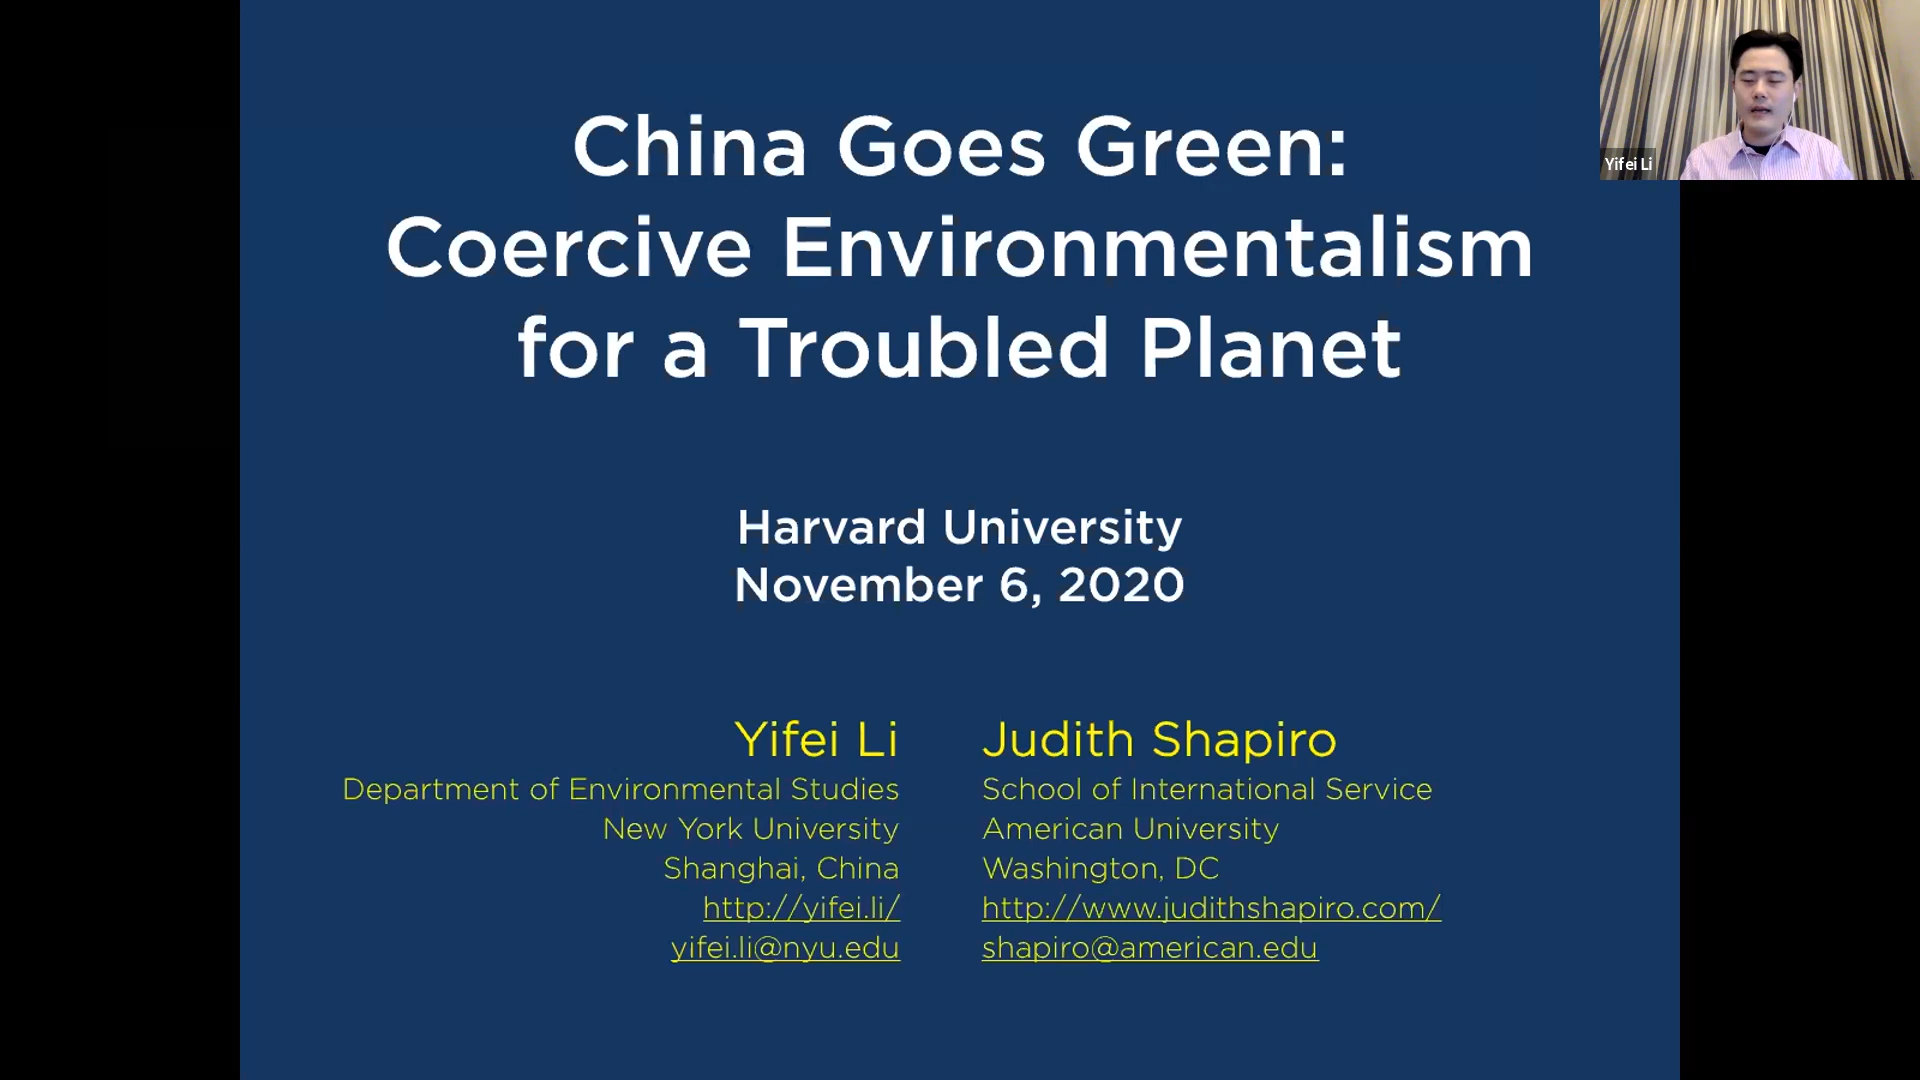 China Goes Green:
Coercive Environmentalism
for a Troubled Planet
Harvard University
November 6, 2020
Yifei Li
Department of Environmental Studies
New York University
Shanghai, China
http://yifei.li/
yifei.li@nyu.edu
Judith Shapiro
School of International Service
American University
Washington, DC
http://www.judithshapiro.com/
shapiro@american.edu
Yifei Li